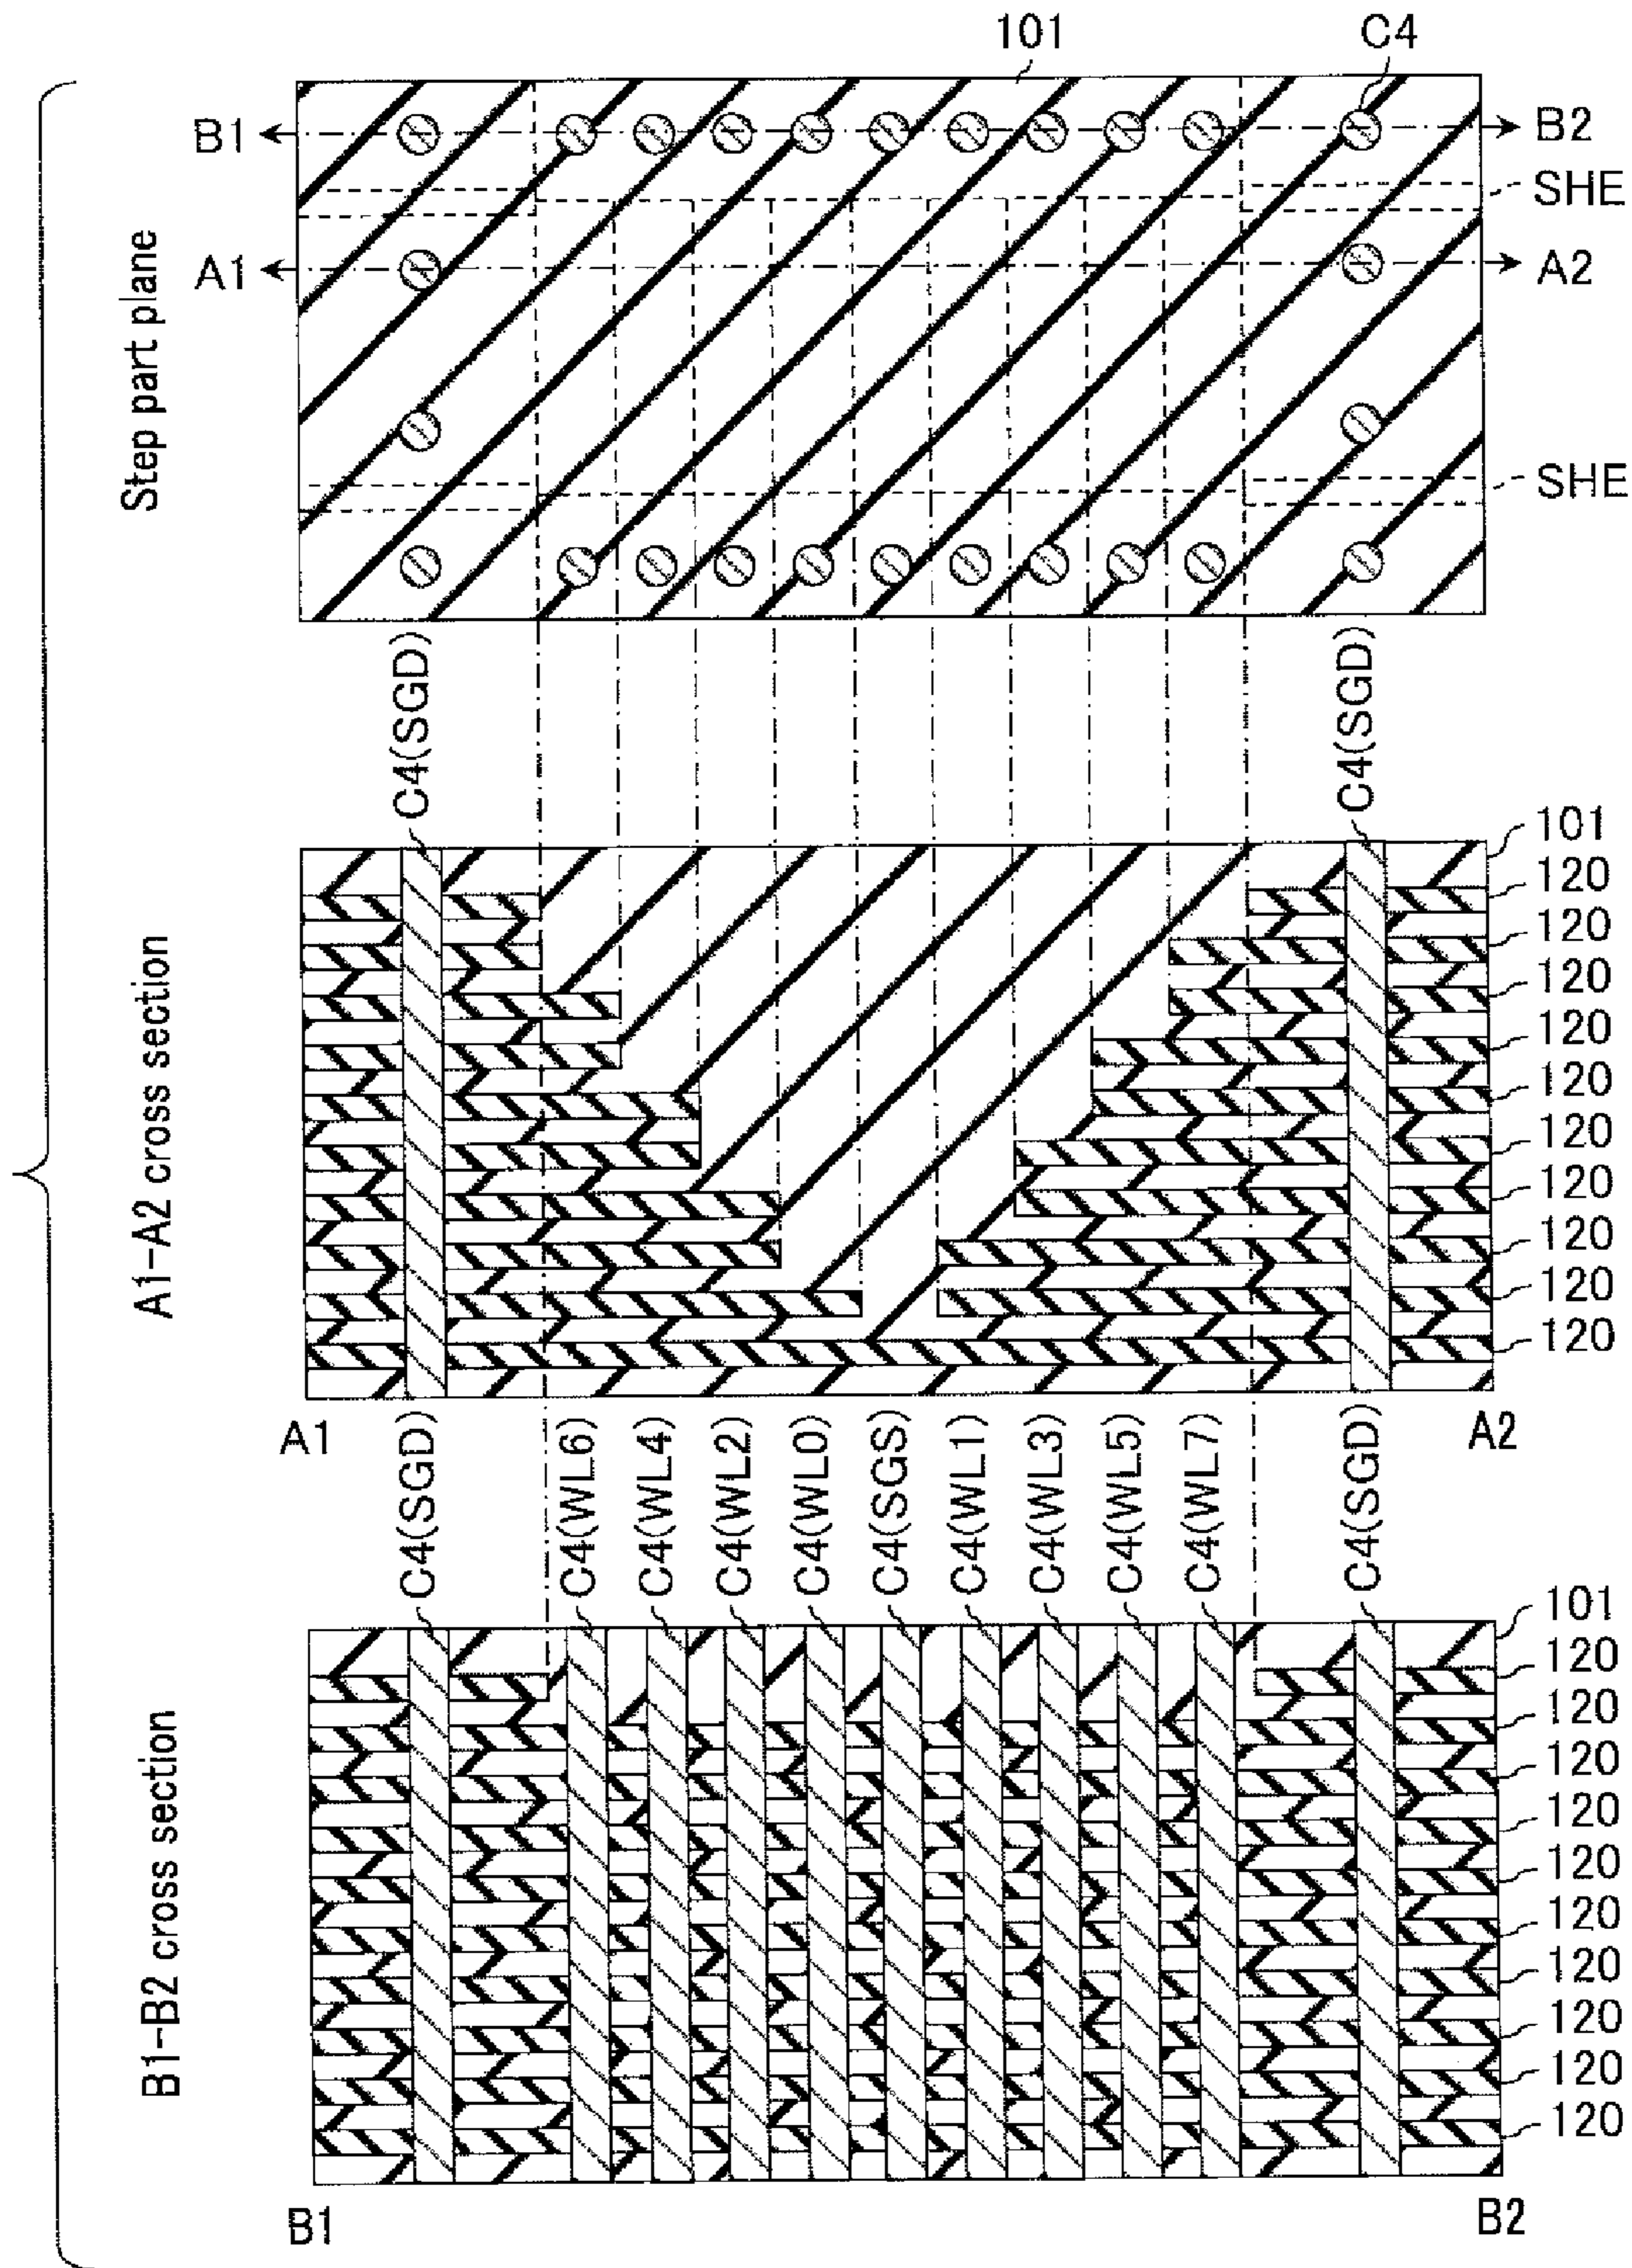 101
C4
B1
B2
SHE
A1
A2
SHE
Step part plane
C4(SGD)
C4(SGD)
101
120
120
120
120
120
120
120
120
120
120
A1-A2 cross section
A1
A2
C4(SGD)
C4(WL6)
C4(WL4)
C4(WL2)
C4(WL0)
C4(SGS)
C4(WL1)
C4(WL3)
C4(WL5)
C4(WL7)
C4(SGD)
101
120
120
120
120
120
120
120
120
120
120
B1-B2 cross section
B1
B2